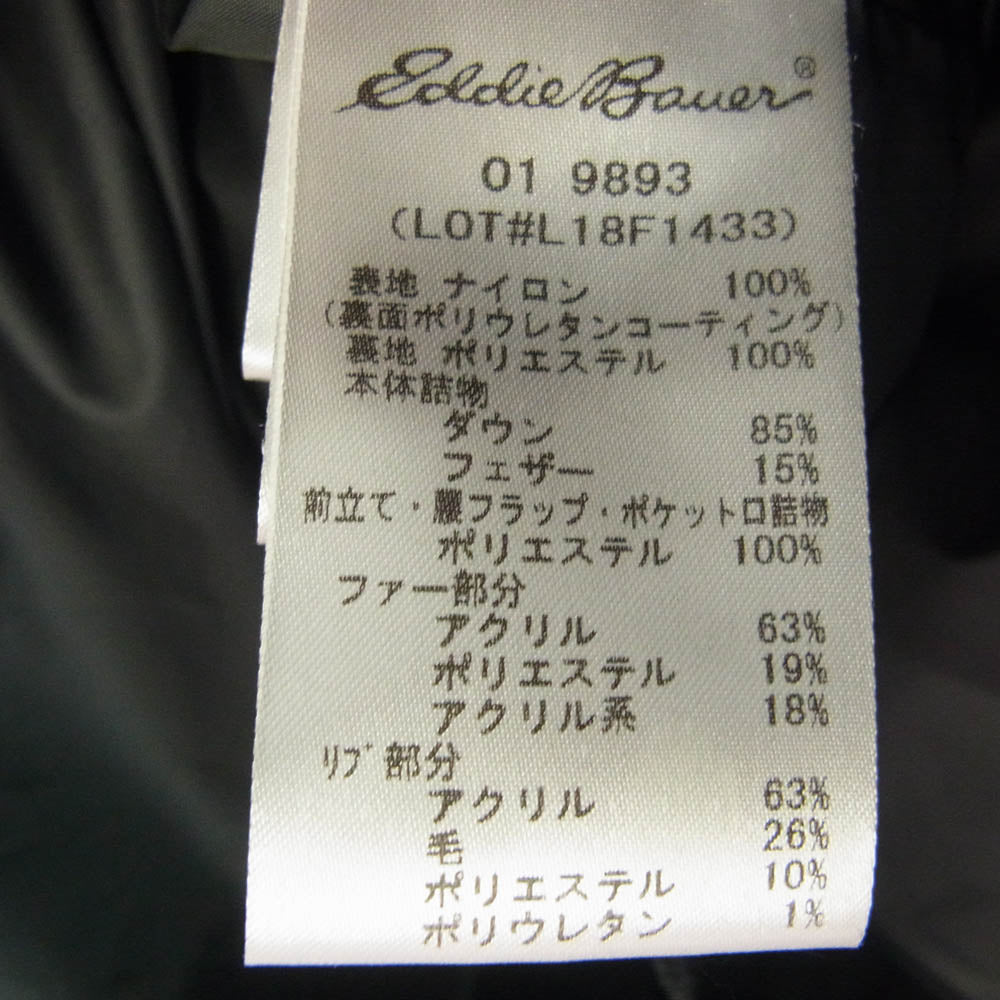 Eddie Bauer®
01 9893
(LOT#L18F1433)
表地 ナイロン 100%
(裏面ポリウレタンコーティング)
裏地 ポリエステル 100%
本体詰物
ダウン 85%
フェザー 15%
前立て・腰フラップ・ポケット口詰物
ポリエステル 100%
ファー部分
アクリル 63%
ポリエステル 19%
アクリル系 18%
リブ部分
アクリル 63%
毛 26%
ポリエステル 10%
ポリウレタン 1%